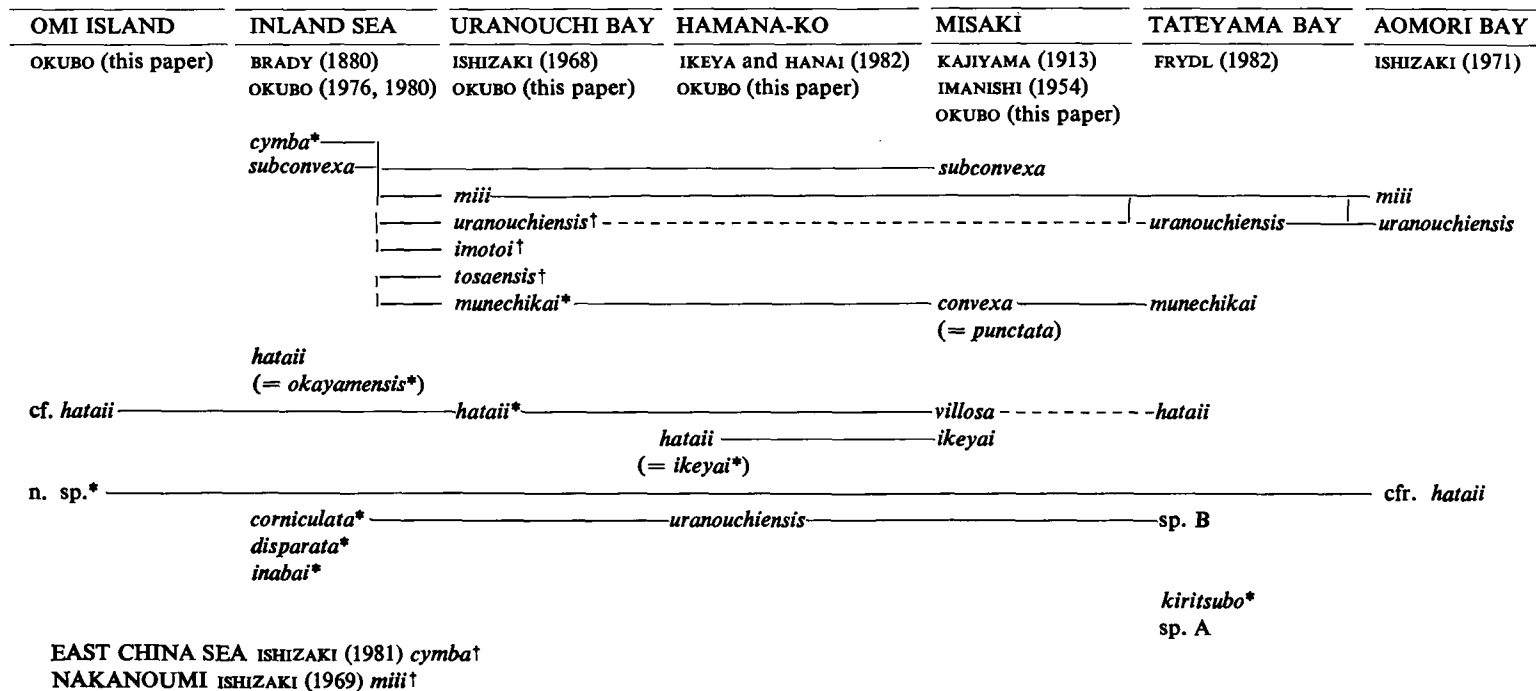 OMI ISLAND INLAND SEA URANOUCHI BAY HAMANA-KO MISAKI TATEYAMA BAY AOMORI BAY
OKUBO (this paper) BRADY (1880) ISHIZAKI (1968) IKEYA and HANAI (1982) KAJIYAMA (1913) FRYDL (1982) ISHIZAKI (1971)
OKUBO (1976, 1980) OKUBO (this paper) OKUBO (this paper) IMANISHI (1954)
OKUBO (this paper)
cymba*
subconvexa subconvexa
miii miii
uranouchiensis† uranouchiensis uranouchiensis
imotoi†
tosaensis†
munechikai* convexa munechikai
(= punctata)
hataii
(= okayamensis*)
cf. hataii hataii* villosa hataii
hataii ikeyai
(= ikeyai*)
n. sp.* cfr. hataii
corniculata* uranouchiensis sp. B
disparata*
inabai*
kiritsubo*
sp. A
EAST CHINA SEA ISHIZAKI (1981) cymba†
NAKANOUMI ISHIZAKI (1969) miii†